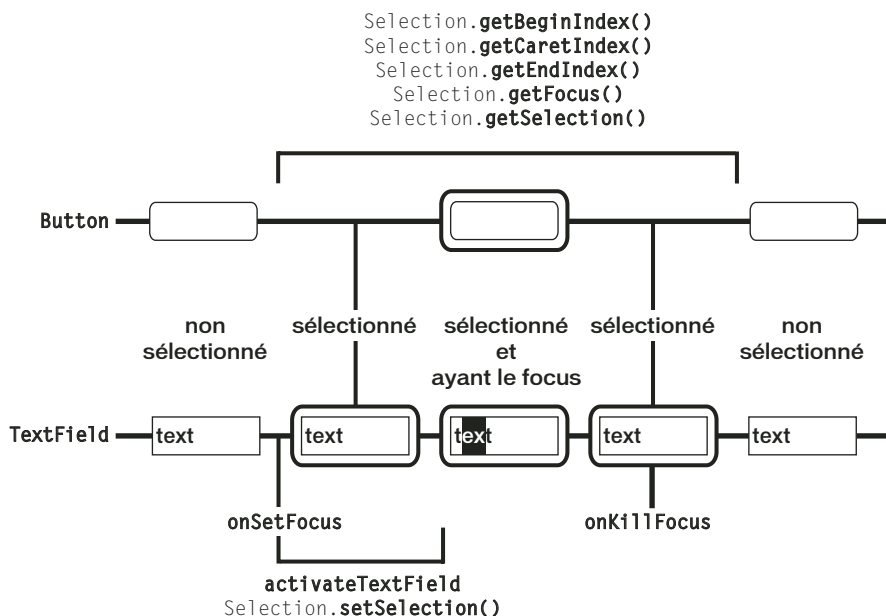 Selection.getBeginIndex()
Selection.getCaretIndex()
Selection.getEndIndex()
Selection.getFocus()
Selection.getSelection()
Button
non
sélectionné
sélectionné
sélectionné
et
ayant le focus
sélectionné
non
sélectionné
TextField
text
text
text
text
text
onSetFocus
onKillFocus
activateTextField
Selection.setSelection()